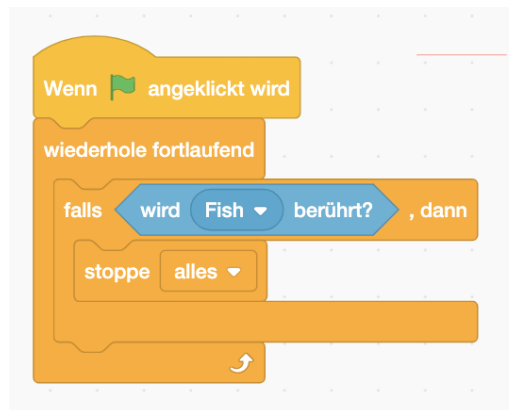 Wenn angeklickt wird
wiederhole fortlaufend
falls wird Fish berührt? , dann
stoppe alles